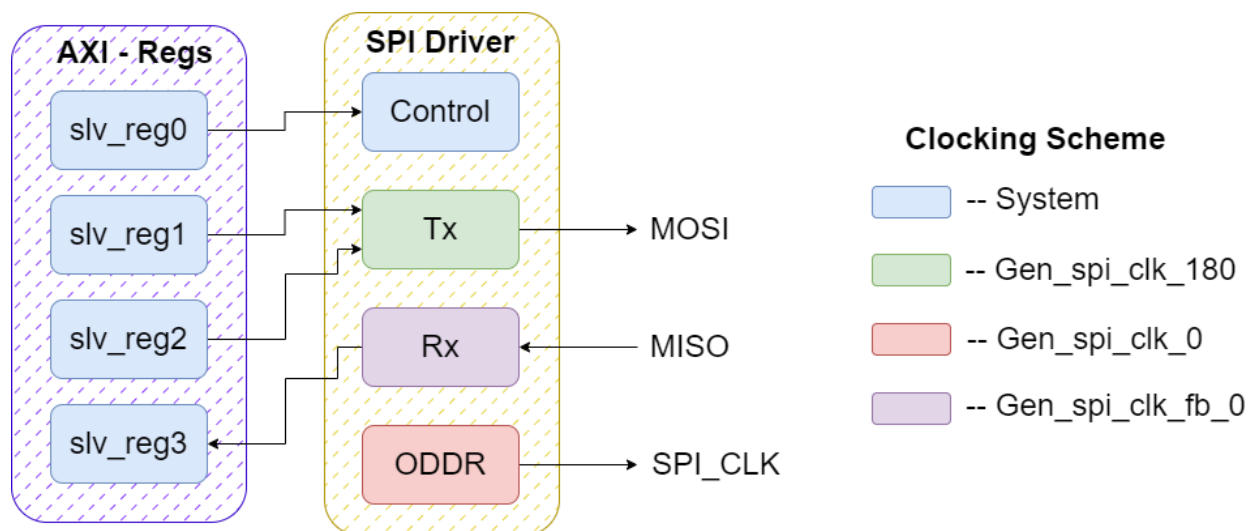 AXI - Regs
slv_reg0
slv_reg1
slv_reg2
slv_reg3
SPI Driver
Control
Tx
Rx
ODDR
MOSI
MISO
SPI_CLK
Clocking Scheme
-- System
-- Gen_spi_clk_180
-- Gen_spi_clk_0
-- Gen_spi_clk_fb_0